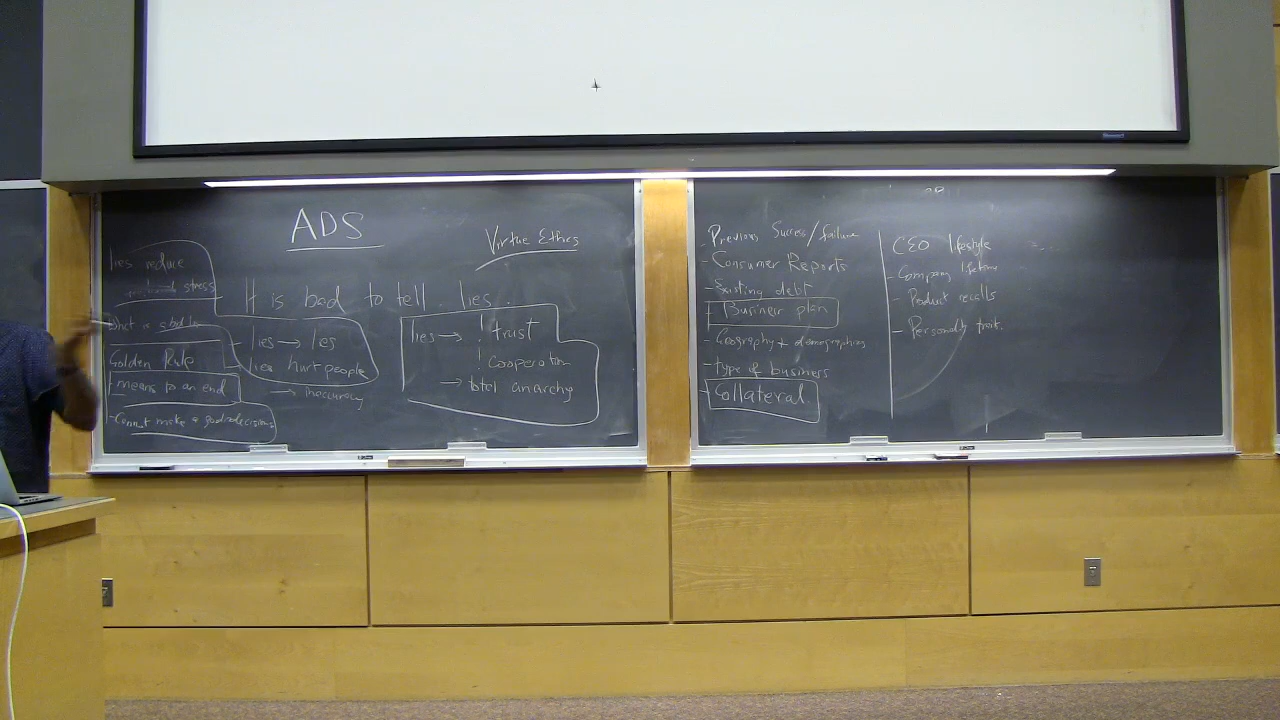 ADS
Virtue Ethics
lies reduce
stress
It is bad to tell lies.
Golden Rule
means to an end
- Cannot make good decisions
- lies → lies
- lies hurt people
→ inaccuracy
lies → ! trust
! cooperation
→ total anarchy
- Previous Success/failure
- Consumer Reports
- Existing debt
- Business plan
- Geography + demographics
- type of business
- Collateral
CEO lifestyle
- Company lifetime
- Product recalls
- Personality traits.